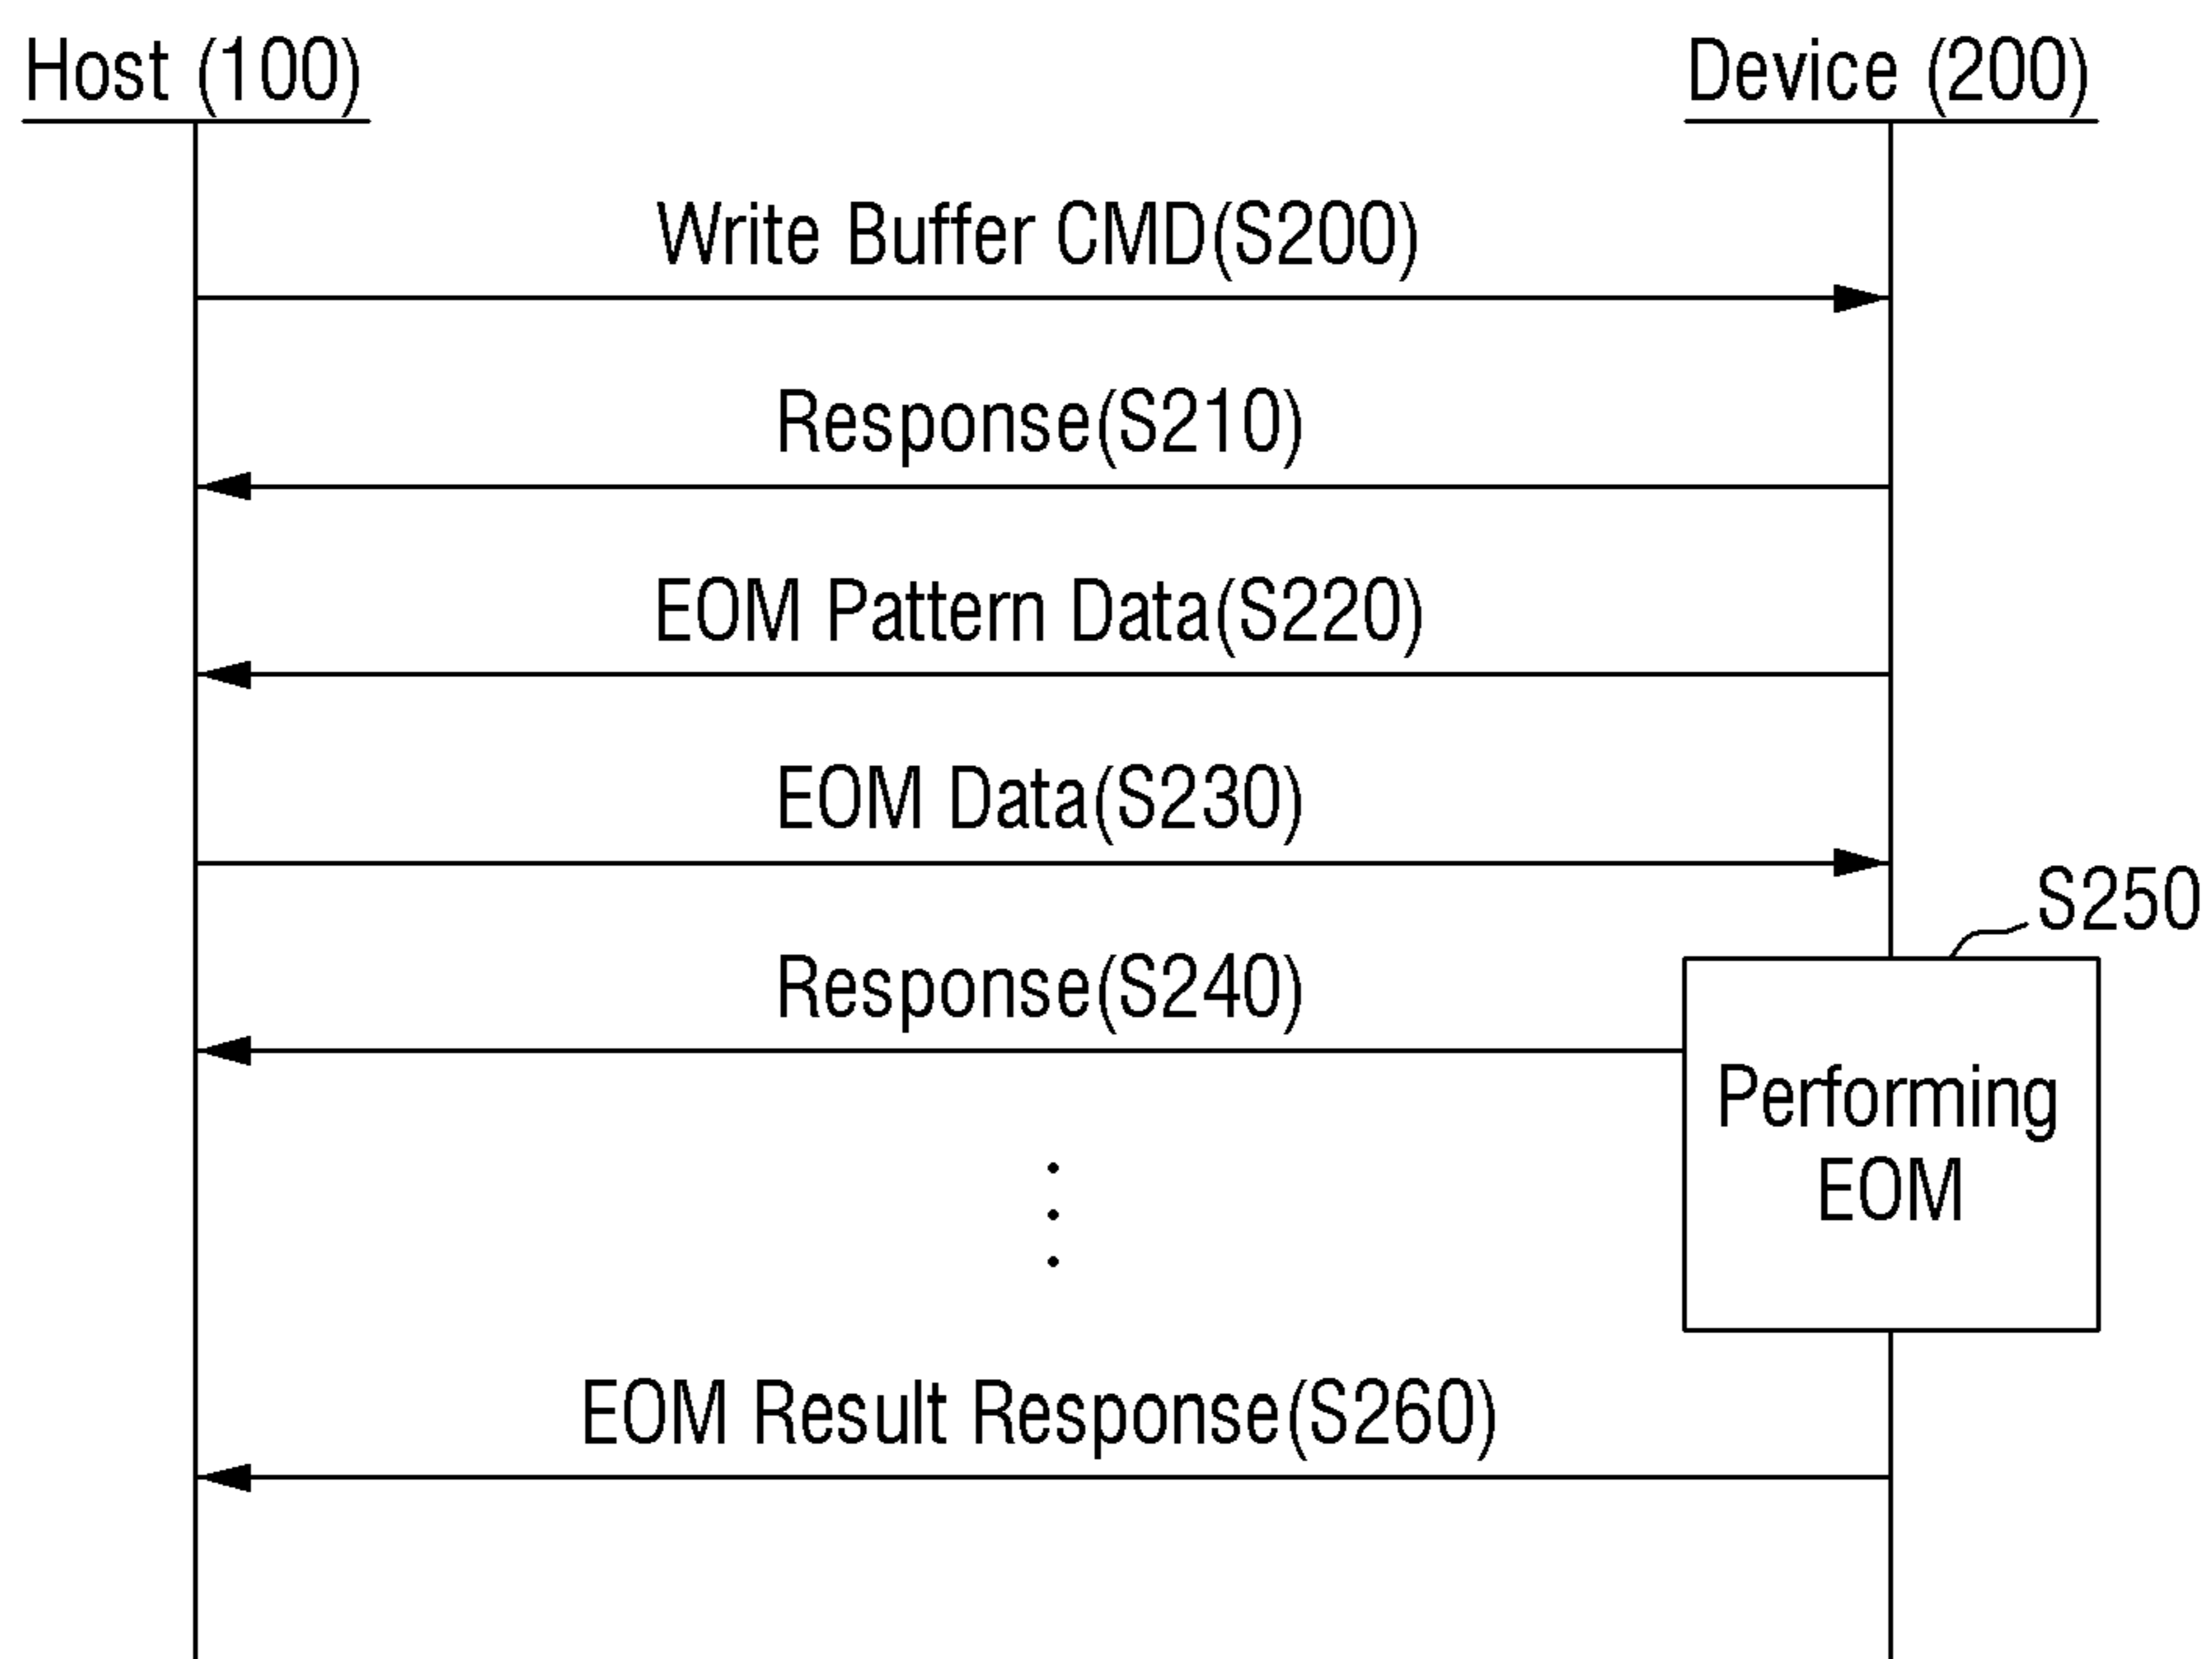 Host (100)
Device (200)
Write Buffer CMD(S200)
Response(S210)
EOM Pattern Data(S220)
EOM Data(S230)
S250
Response(S240)
Performing
EOM
EOM Result Response(S260)